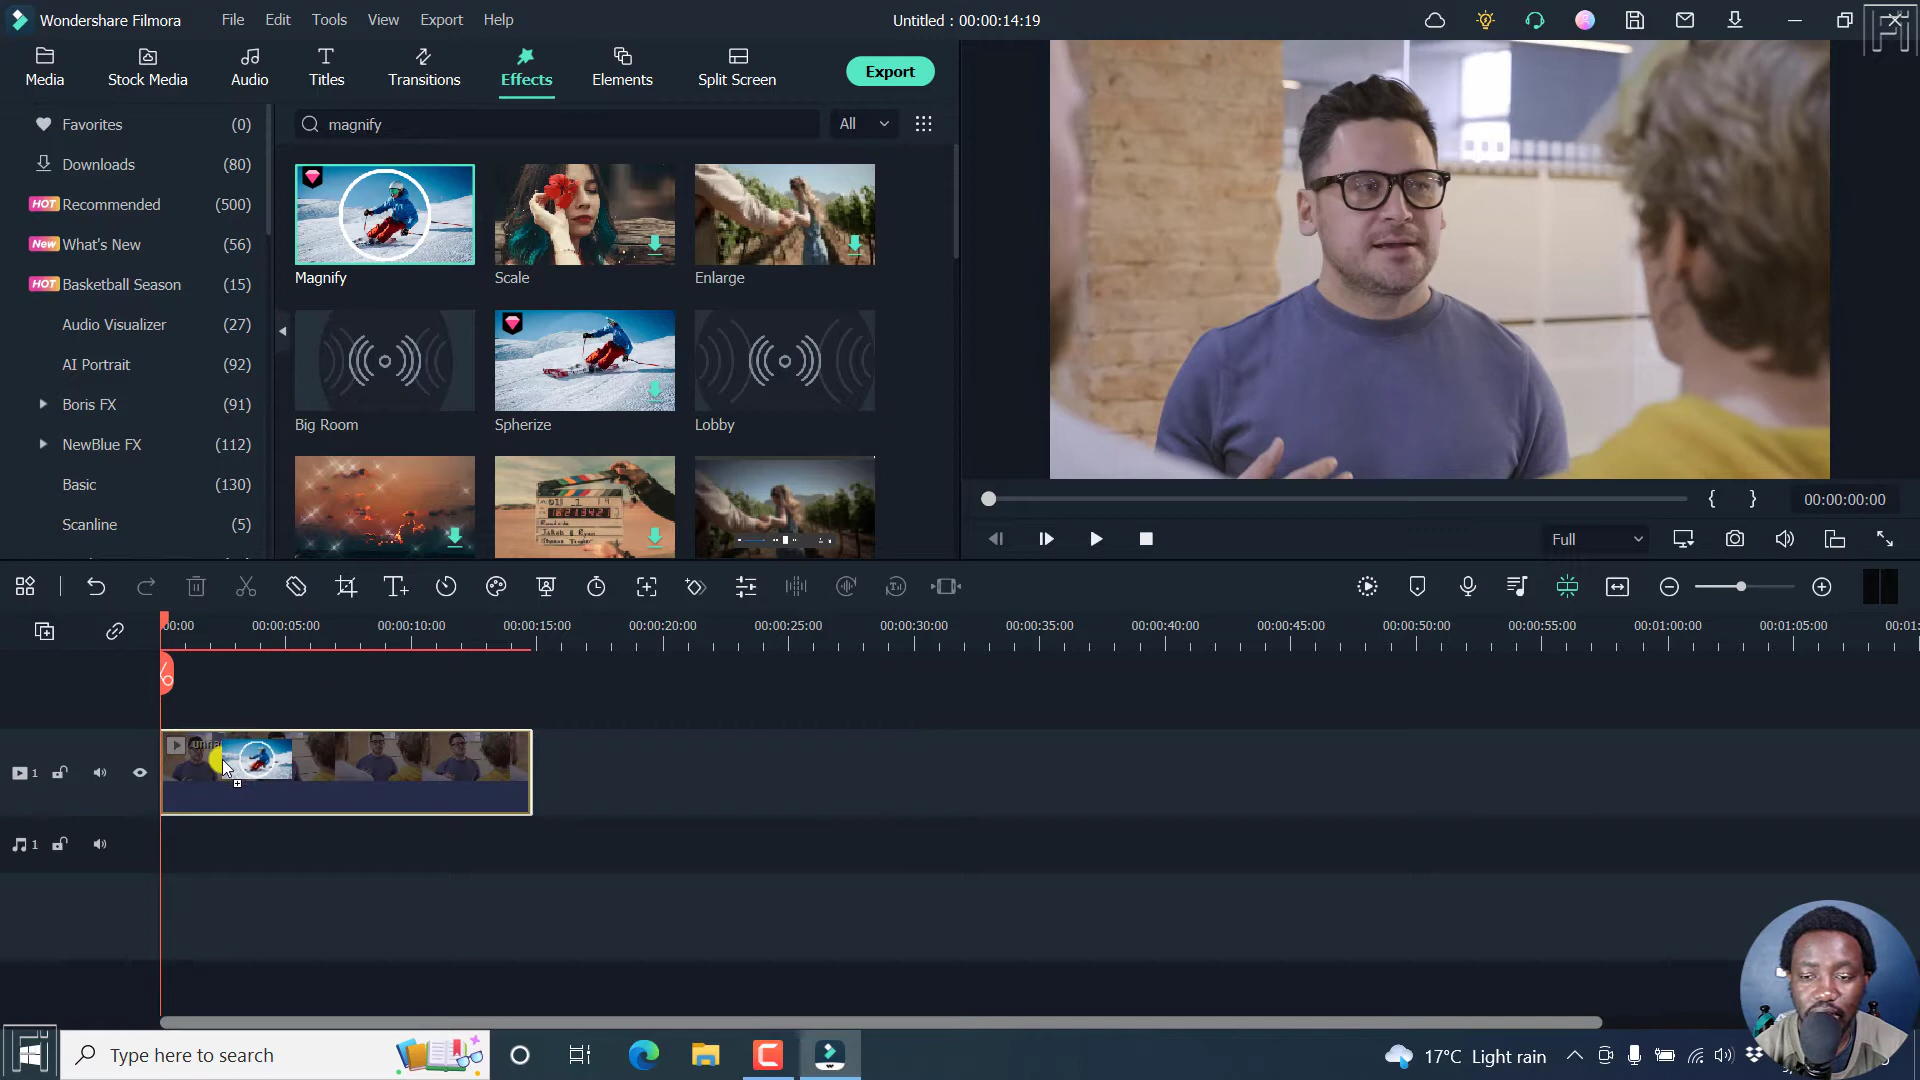 Wondershare Filmora
File Edit Tools View Export Help
Untitled : 00:00:14:19
Media
Stock Media
Audio
Titles
Transitions
Effects
Elements
Split Screen
Export
Favorites (0)
Downloads (80)
HOT Recommended (500)
New What's New (56)
HOT Basketball Season (15)
Audio Visualizer (27)
AI Portrait (92)
Boris FX (91)
NewBlue FX (112)
Basic (130)
Scanline (5)
magnify
All
Magnify
Scale
Enlarge
Big Room
Spherize
Lobby
00:00:00:00
Full
00:00 00:00:05:00 00:00:10:00 00:00:15:00 00:00:20:00 00:00:25:00 00:00:30:00 00:00:35:00 00:00:40:00 00:00:45:00 00:00:50:00 00:00:55:00 00:01:00:00 00:01:05:00 00:01:
1
1
Type here to search
17°C Light rain